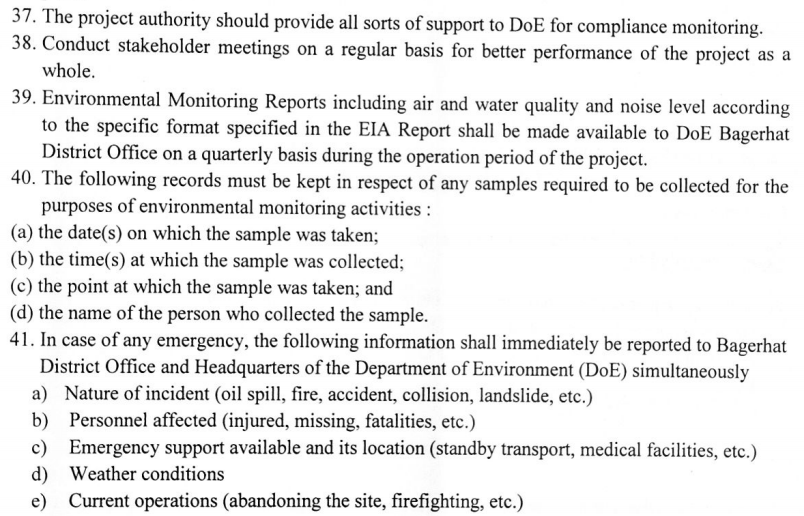 37. The project authority should provide all sorts of support to DoE for compliance monitoring.
38. Conduct stakeholder meetings on a regular basis for better performance of the project as a
whole.
39. Environmental Monitoring Reports including air and water quality and noise level according
to the specific format specified in the EIA Report shall be made available to DoE Bagerhat
District Office on a quarterly basis during the operation period of the project.
40. The following records must be kept in respect of any samples required to be collected for the
purposes of environmental monitoring activities :
(a) the date(s) on which the sample was taken;
(b) the time(s) at which the sample was collected;
(c) the point at which the sample was taken; and
(d) the name of the person who collected the sample.
41. In case of any emergency, the following information shall immediately be reported to Bagerhat
District Office and Headquarters of the Department of Environment (DoE) simultaneously
a) Nature of incident (oil spill, fire, accident, collision, landslide, etc.)
b) Personnel affected (injured, missing, fatalities, etc.)
c) Emergency support available and its location (standby transport, medical facilities, etc.)
d) Weather conditions
e) Current operations (abandoning the site, firefighting, etc.)